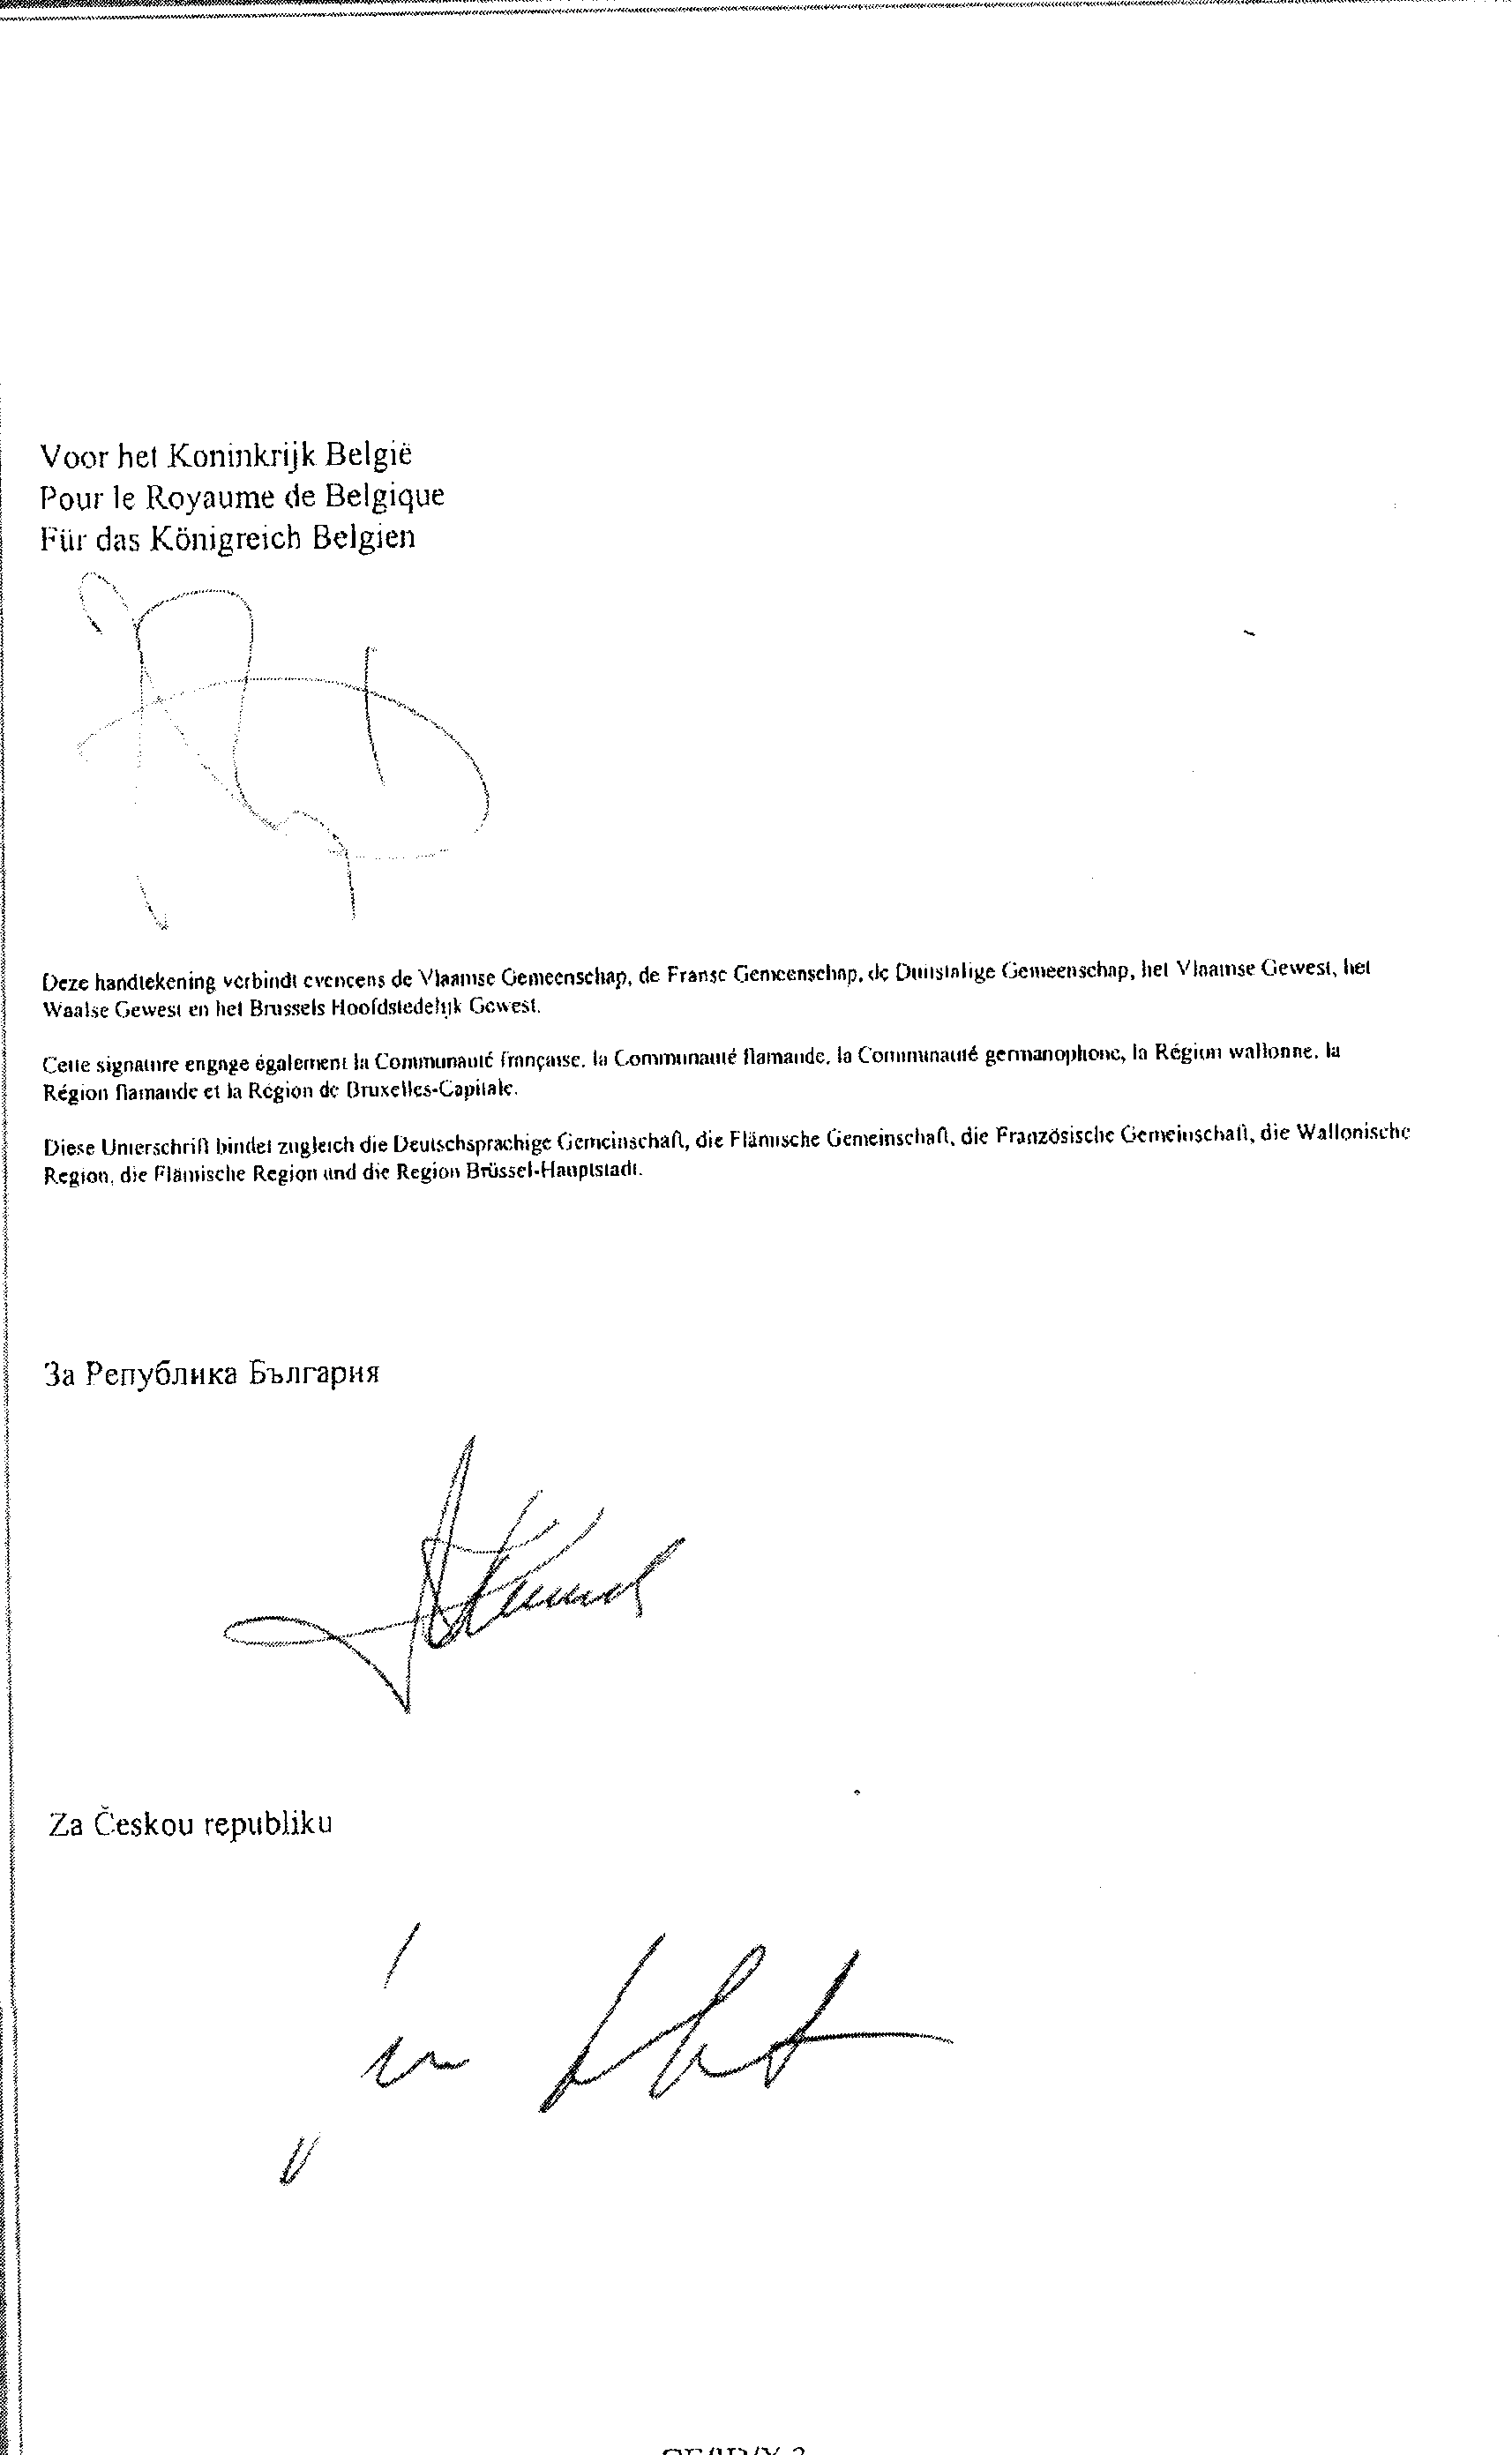 Voor het Koninkrijk België
Pour le Royaume de Belgique
Für das Königreich Belgien
Deze handtekening verbindt eveneens de Vlaamse Gemeenschap, de Franse Gemeenschap, de Duitstalige Gemeenschap, het Vlaamse Gewest, het
Waalse Gewest en het Brussels Hoofdstedelijk Gewest.
Cette signature engage également la Communauté française, la Communauté flamande, la Communauté germanophone, la Région wallonne, la
Région flamande et la Région de Bruxelles-Capitale.
Diese Unterschrift bindet zugleich die Deutschsprachige Gemeinschaft, die Flämische Gemeinschaft, die Französische Gemeinschaft, die Wallonische
Region, die Flämische Region und die Region Brüssel-Hauptstadt.
За Република България
Za Českou republiku